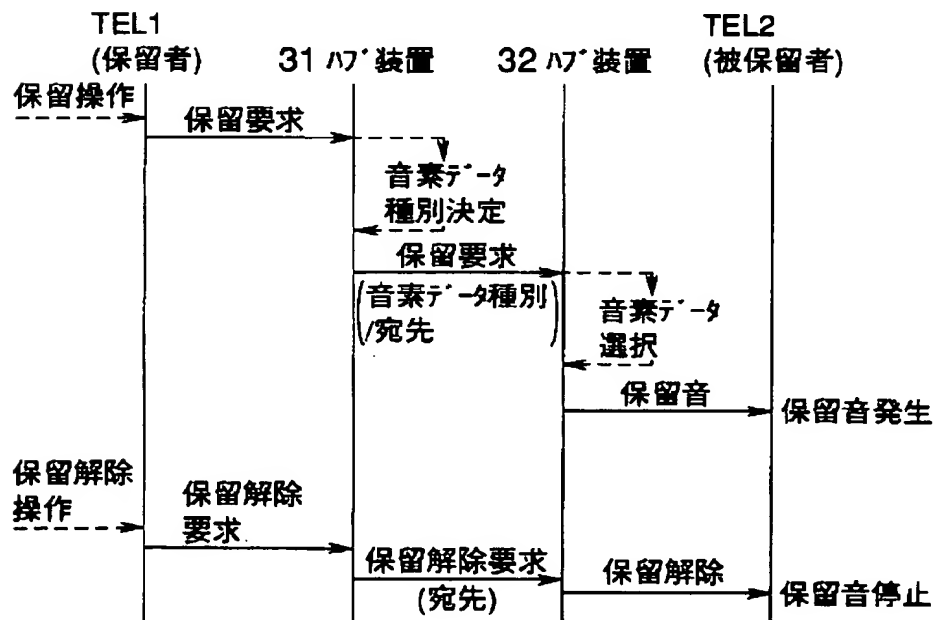 TEL1
(保留者)
31 ハブ装置
32 ハブ装置
TEL2
(被保留者)
保留操作
保留要求
音素データ
種別決定
保留要求
(音素データ種別
/宛先)
音素データ
選択
保留音
保留音発生
保留解除
操作
保留解除
要求
保留解除要求
(宛先)
保留解除
保留音停止